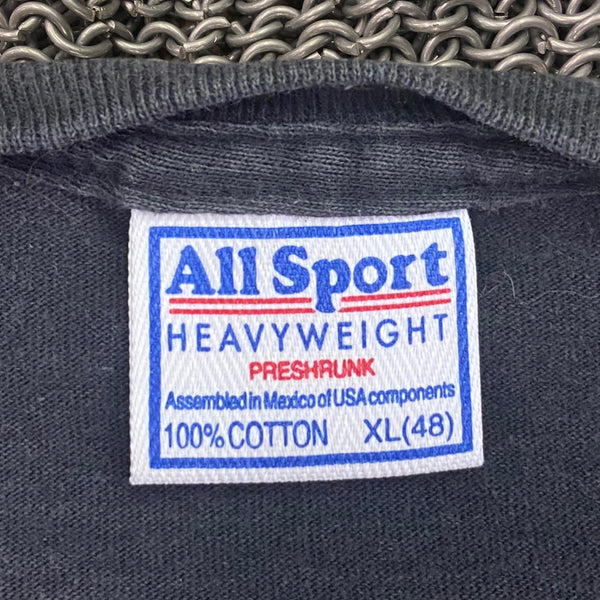 All Sport
HEAVYWEIGHT
PRESHRUNK
Assembled in Mexico of USA components
100% COTTON XL(48)